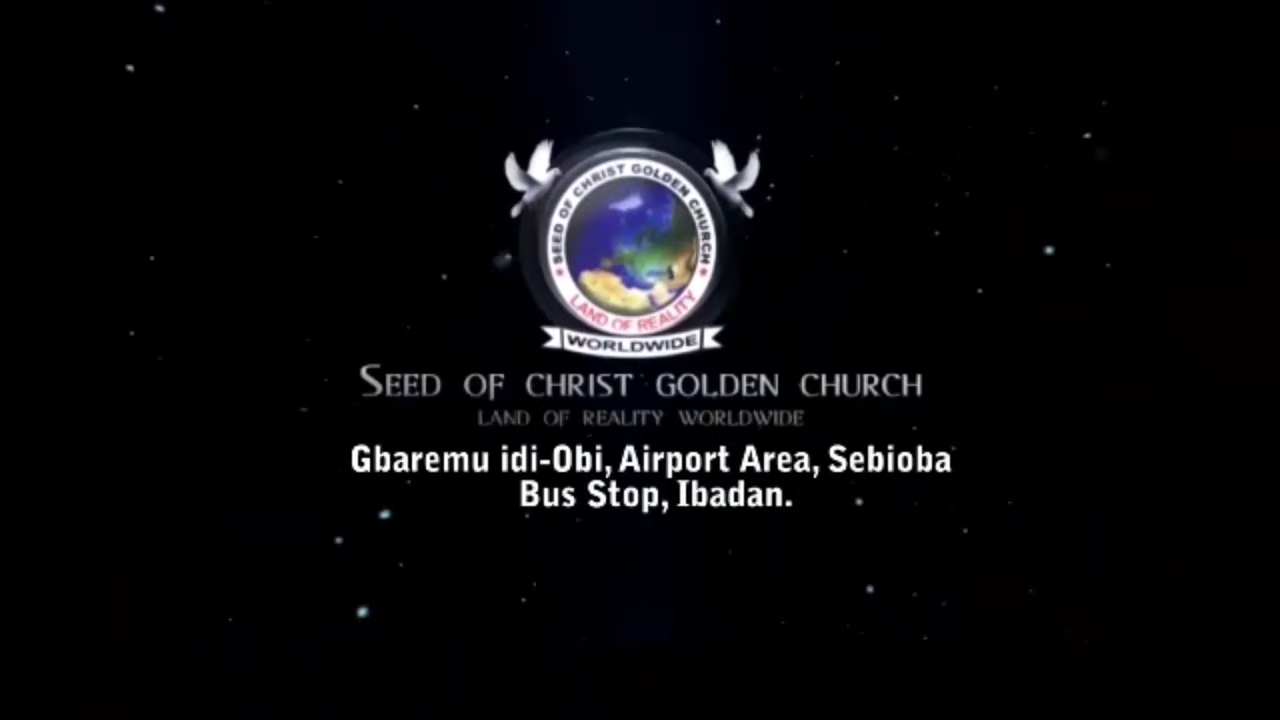 SEED OF CHRIST GOLDEN CHURCH
LAND OF REALITY
WORLDWIDE
SEED OF CHRIST GOLDEN CHURCH
LAND OF REALITY WORLDWIDE
Gbaremu idi-Obi, Airport Area, Sebioba
Bus Stop, Ibadan.